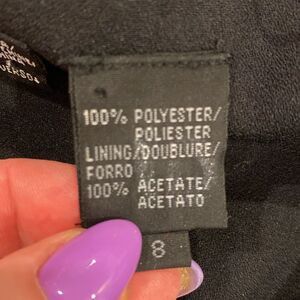 100% POLYESTER/
POLIESTER
LINING/DOUBLURE/
FORRO
100% ACETATE/
ACETATO
8